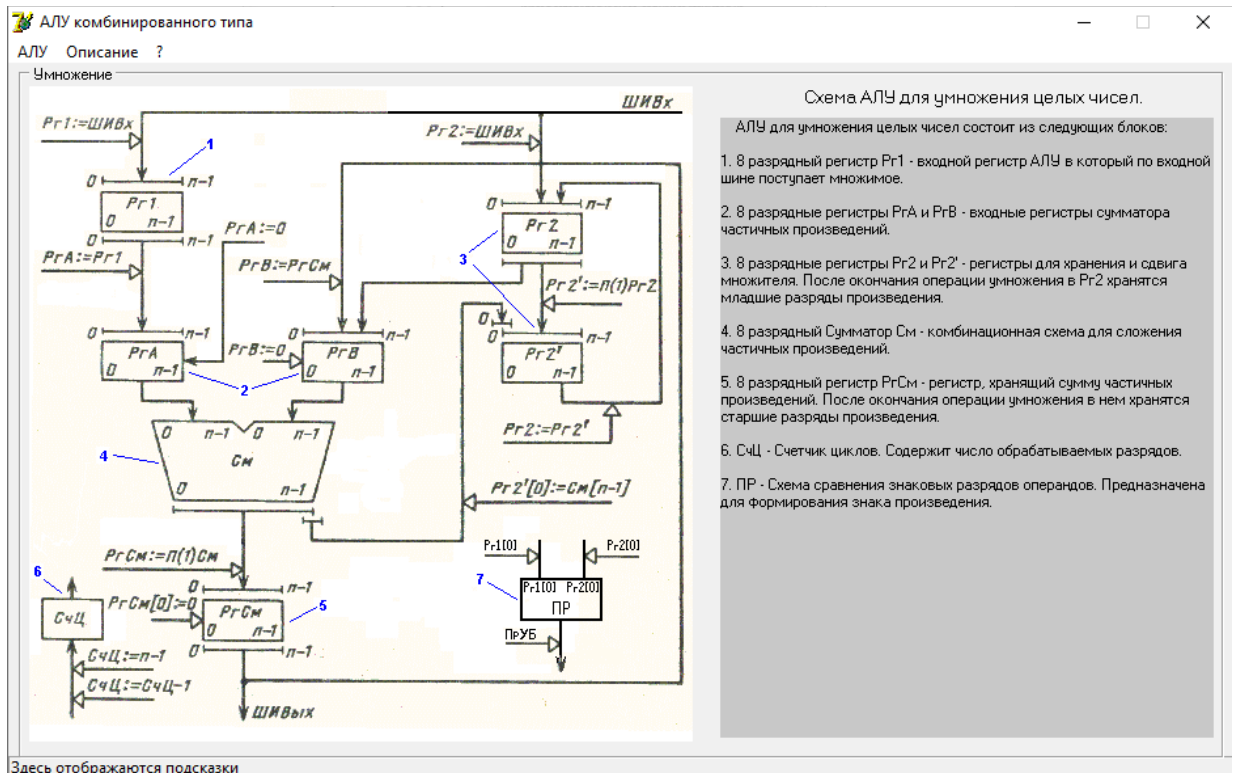 АЛУ комбинированного типа
АЛУ Описание ?
Умножение
ШИВх
Рг1:=ШИВх
Рг2:=ШИВх
1
0 n-1
Рг1
0 n-1
0 n-1
РгА:=0
РгА:=Рг1
РгВ:=РгСм
0 n-1
Рг2
0 n-1
3
Рг2':=П(1)Рг2
0
0 n-1
РгА
0 n-1
РгВ:=0
0 n-1
РгВ
0 n-1
2
0 n-1
Рг2'
0 n-1
Рг2:=Рг2'
0 n-1 0 n-1
См
0 n-1
4
Рг2'[0]:=См[n-1]
РгСм:=П(1)См
Рг1[0] Рг2[0]
7
Рг1[0] Рг2[0]
ПР
ПрУБ
6
СчЦ
РгСм[0]:=0
0 n-1
РгСм
0 n-1
5
0 n-1
СчЦ:=n-1
СчЦ:=СчЦ-1
ШИВых
Схема АЛУ для умножения целых чисел.
АЛУ для умножения целых чисел состоит из следующих блоков:
1. 8 разрядный регистр Рг1 - входной регистр АЛУ в который по входной
шине поступает множимое.
2. 8 разрядные регистры РгА и РгВ - входные регистры сумматора
частичных произведений.
3. 8 разрядные регистры Рг2 и Рг2' - регистры для хранения и сдвига
множителя. После окончания операции умножения в Рг2 хранятся
младшие разряды произведения.
4. 8 разрядный Сумматор См - комбинационная схема для сложения
частичных произведений.
5. 8 разрядный регистр РгСм - регистр, хранящий сумму частичных
произведений. После окончания операции умножения в нем хранятся
старшие разряды произведения.
6. СчЦ - Счетчик циклов. Содержит число обрабатываемых разрядов.
7. ПР - Схема сравнения знаковых разрядов операндов. Предназначена
для формирования знака произведения.
Здесь отображаются подсказки